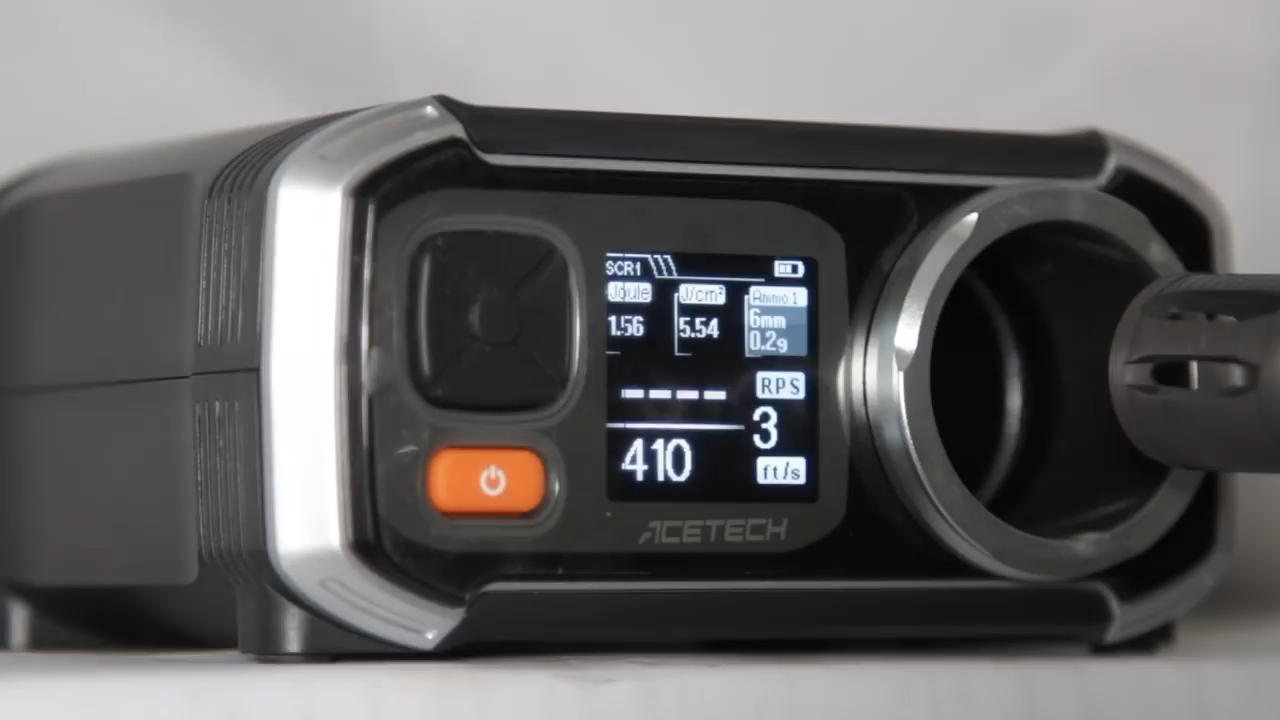 SCR1
Joule J/cm² Ammo 1
1.56 5.54 6mm
0.2g
---- RPS
3
410 ft/s
ACETECH